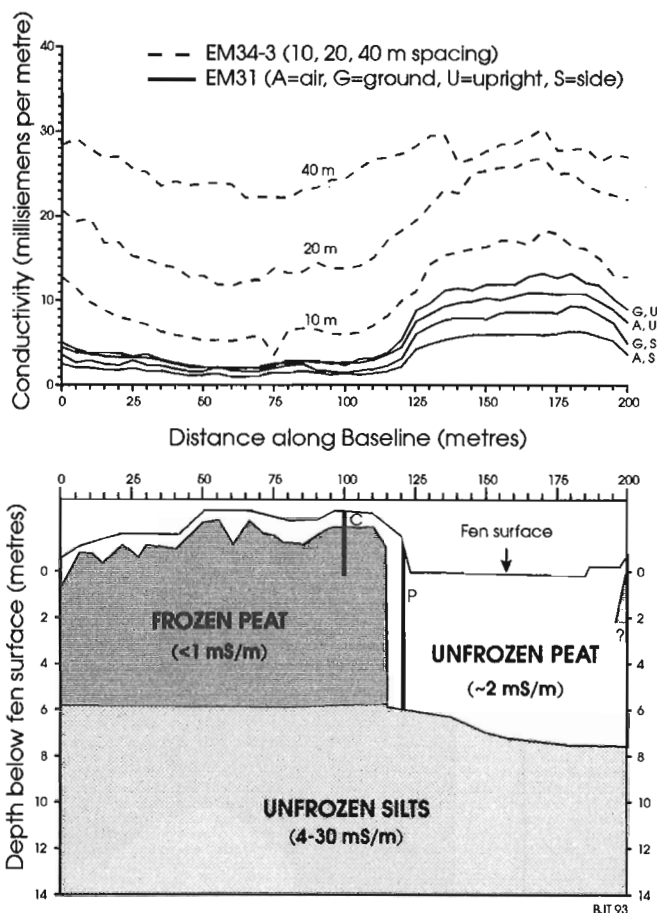 40
30
20
10
0
Conductivity (millisiemens per metre)
EM34-3 (10, 20, 40 m spacing)
EM31 (A=air, G=ground, U=upright, S=side)
40 m
20 m
10 m
G, U
A, U
G, S
A, S
0 25 50 75 100 125 150 175 200
Distance along Baseline (metres)
0 25 50 75 100 125 150 175 200
Depth below fen surface (metres)
0
2
4
6
8
10
12
14
C
P
Fen surface
FROZEN PEAT
(<1 mS/m)
UNFROZEN PEAT
(~2 mS/m)
?
UNFROZEN SILTS
(4-30 mS/m)
0
2
4
6
8
10
12
14
BJT 93